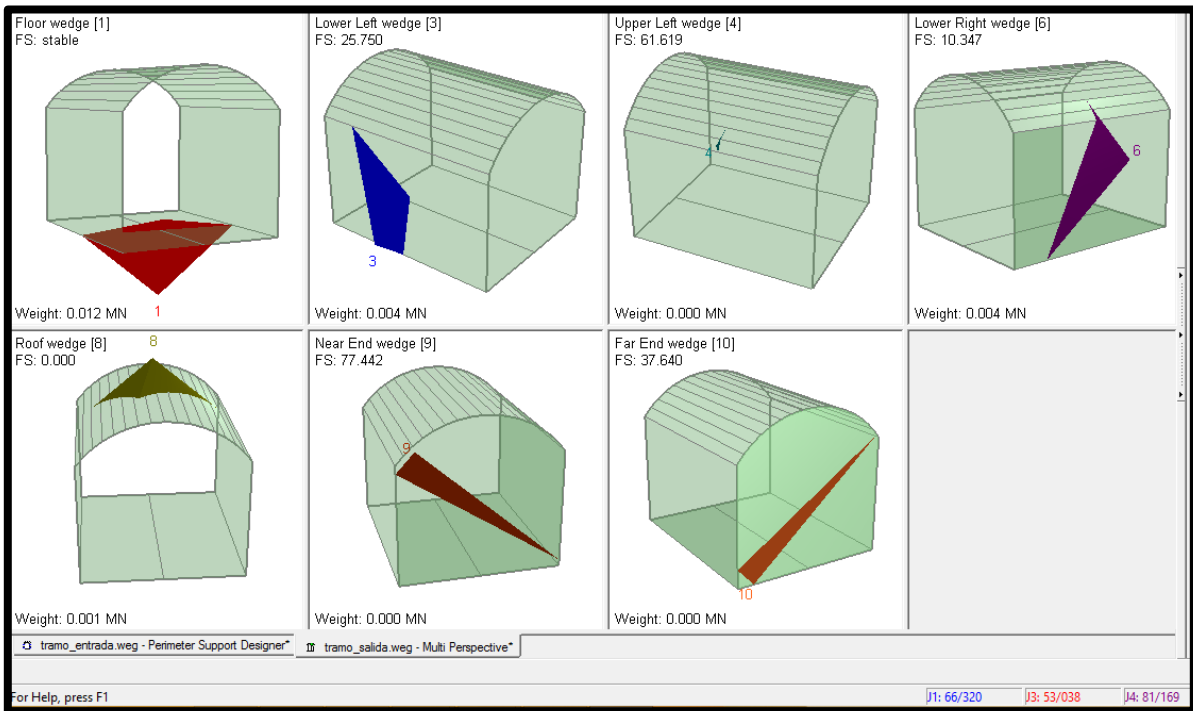 Floor wedge [1]
FS: stable
1
Weight: 0.012 MN
Lower Left wedge [3]
FS: 25.750
3
Weight: 0.004 MN
Upper Left wedge [4]
FS: 61.619
4
Weight: 0.000 MN
Lower Right wedge [6]
FS: 10.347
6
Weight: 0.004 MN
Roof wedge [8]
FS: 0.000
8
Weight: 0.001 MN
Near End wedge [9]
FS: 77.442
9
Weight: 0.000 MN
Far End wedge [10]
FS: 37.640
10
Weight: 0.000 MN
tramo_entrada.weg - Perimeter Support Designer*
tramo_salida.weg - Multi Perspective*
For Help, press F1
J1: 66/320
J3: 53/038
J4: 81/169